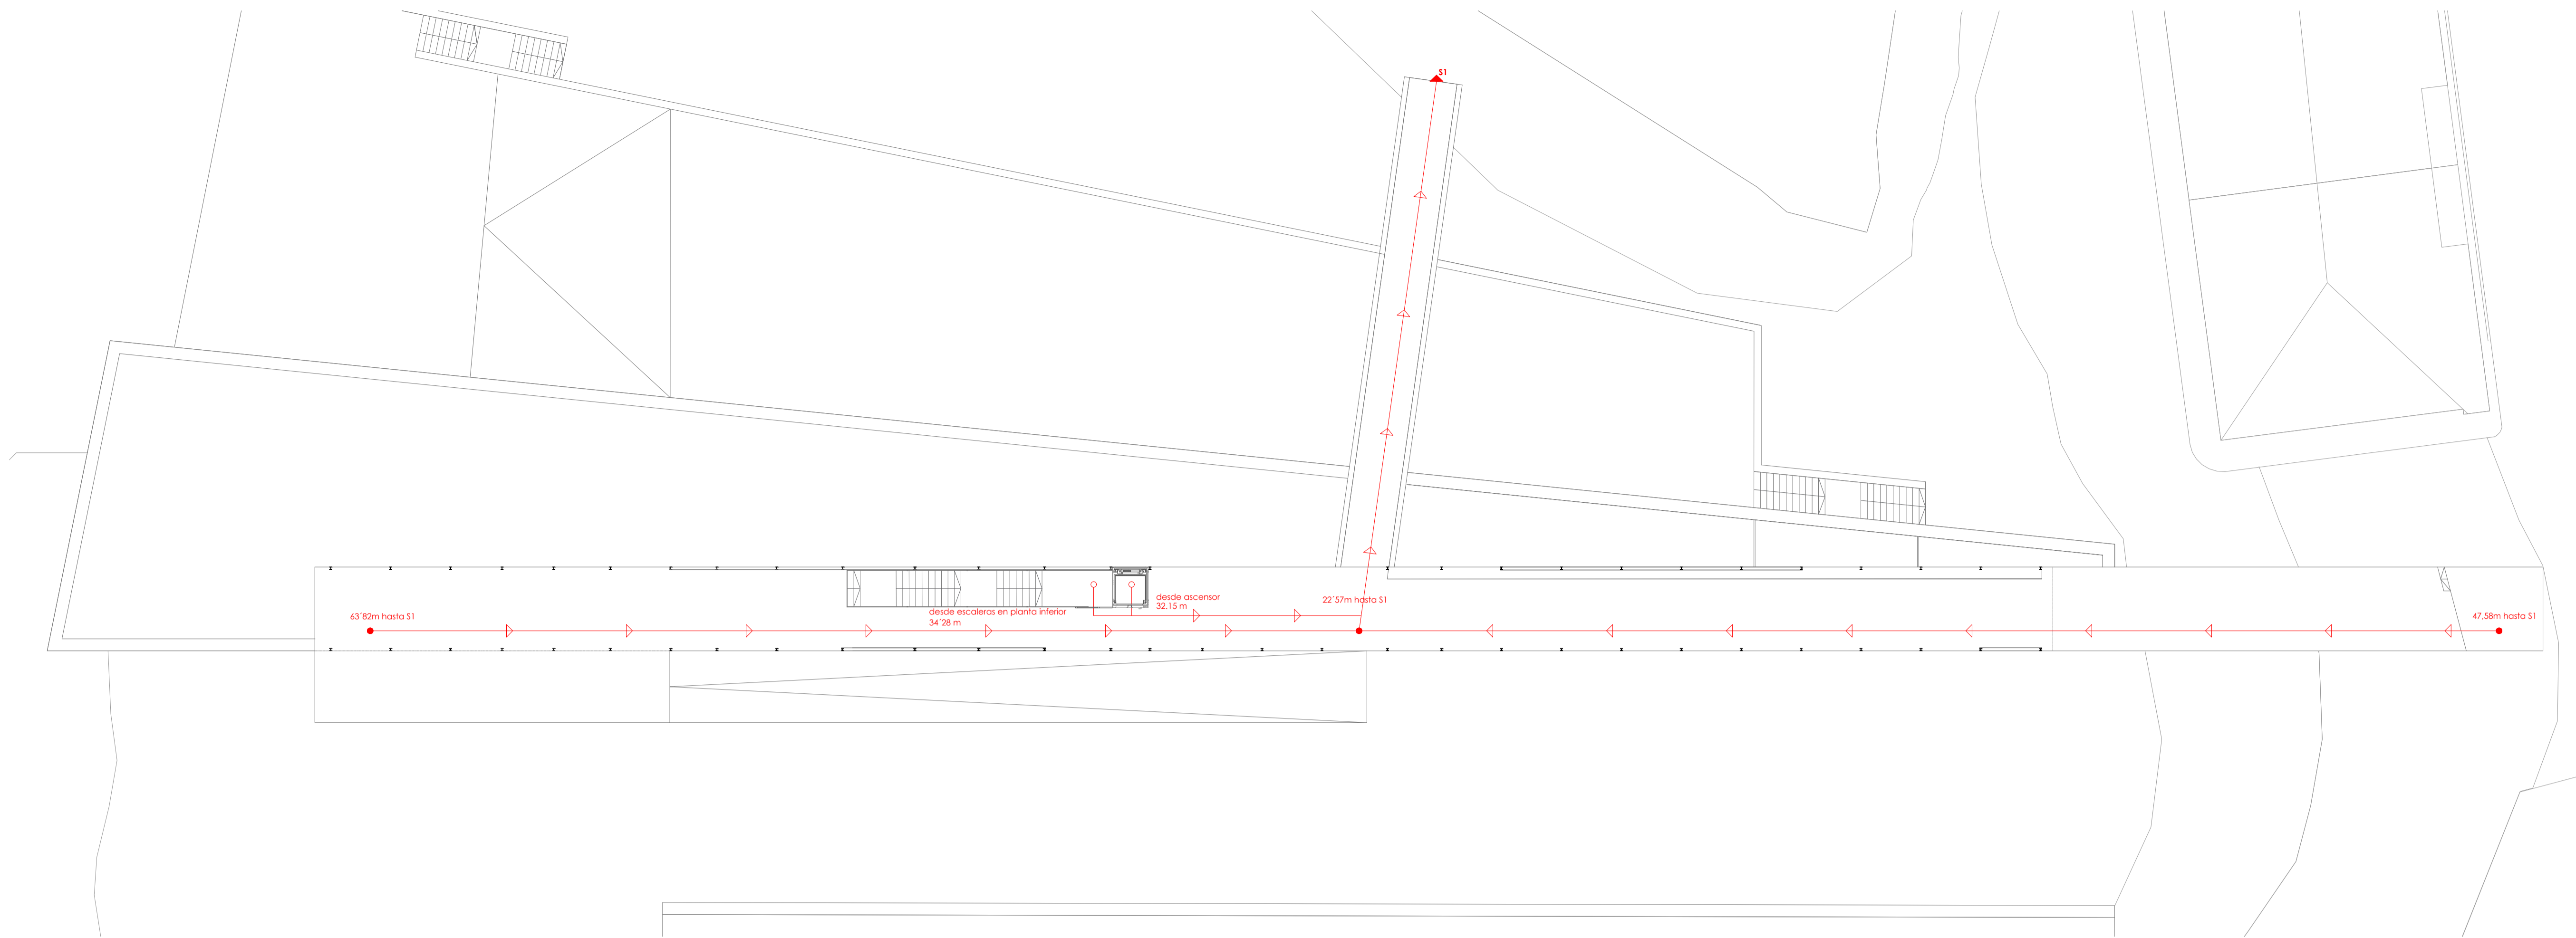 S1
desde ascensor
32,15 m
22´57m hasta S1
desde escaleras en planta inferior
34´28 m
63´82m hasta S1
47.58m hasta S1